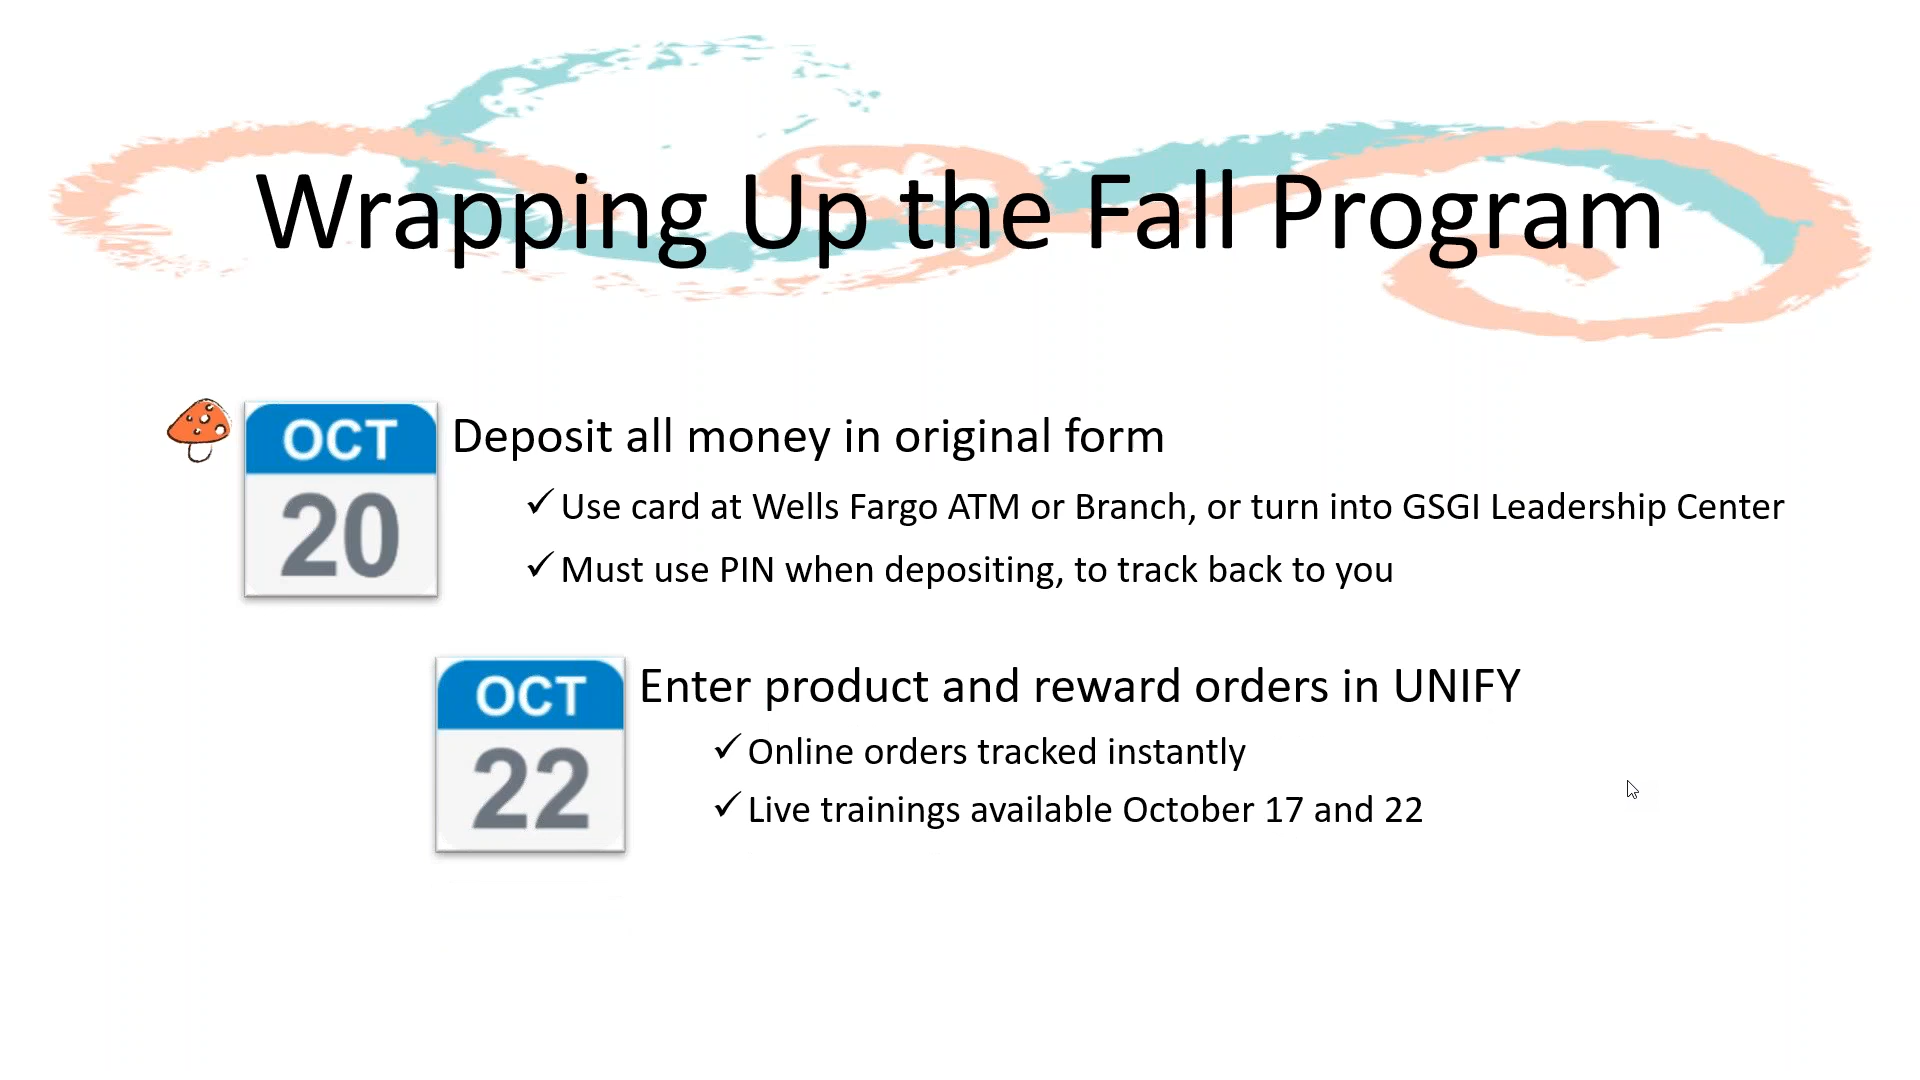 Wrapping Up the Fall Program
OCT
20
Deposit all money in original form
✓ Use card at Wells Fargo ATM or Branch, or turn into GSGI Leadership Center
✓ Must use PIN when depositing, to track back to you
OCT
22
Enter product and reward orders in UNIFY
✓ Online orders tracked instantly
✓ Live trainings available October 17 and 22